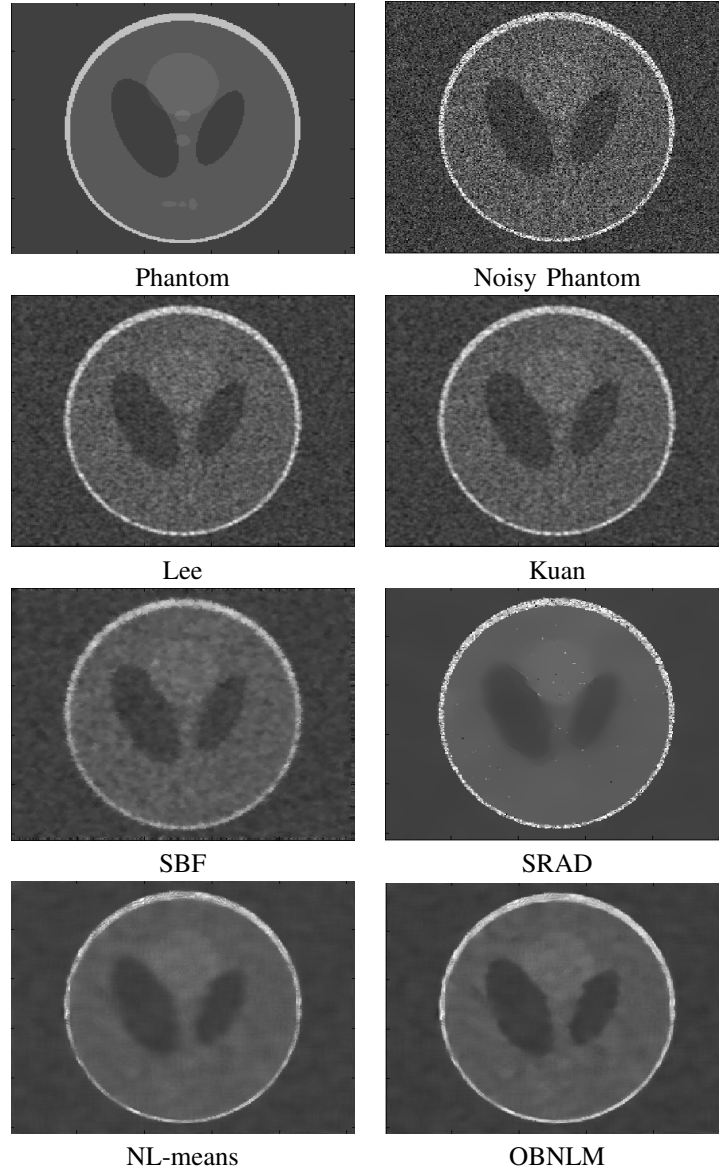 Phantom
Noisy Phantom
Lee
Kuan
SBF
SRAD
NL-means
OBNLM